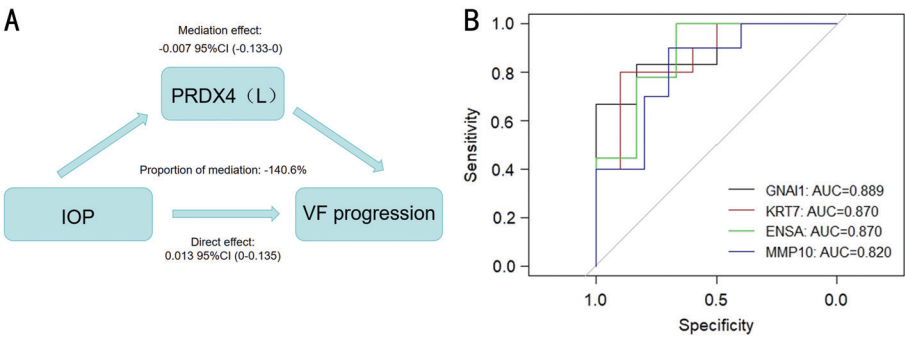 A
Mediation effect:
-0.007 95%CI (-0.133-0)
PRDX4（L）
Proportion of mediation: -140.6%
IOP
VF progression
Direct effect:
0.013 95%CI (0-0.135)
B
Sensitivity
1.0
0.8
0.6
0.4
0.2
0.0
GNAI1: AUC=0.889
KRT7: AUC=0.870
ENSA: AUC=0.870
MMP10: AUC=0.820
1.0
0.5
0.0
Specificity